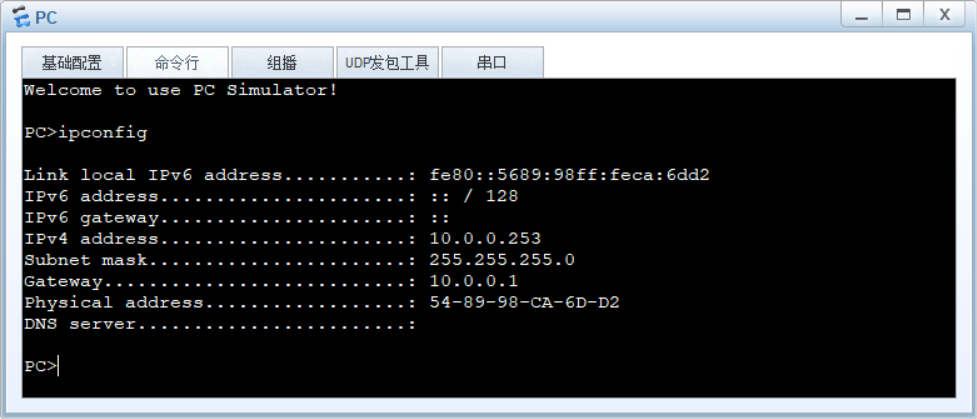 PC
X
基础配置 命令行 组播 UDP发包工具 串口
Welcome to use PC Simulator!
PC>ipconfig
Link local IPv6 address...........: fe80::5689:98ff:feca:6dd2
IPv6 address......................: :: / 128
IPv6 gateway......................: ::
IPv4 address......................: 10.0.0.253
Subnet mask.......................: 255.255.255.0
Gateway...........................: 10.0.0.1
Physical address..................: 54-89-98-CA-6D-D2
DNS server........................:
PC>